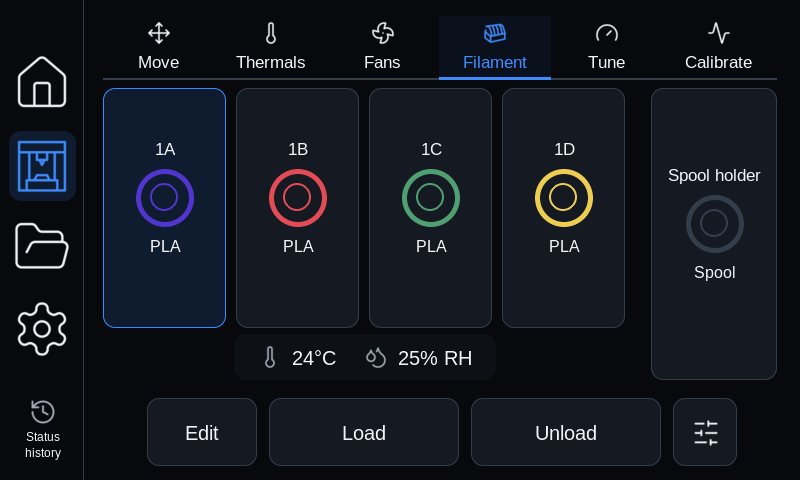 Move
Thermals
Fans
Filament
Tune
Calibrate
1A
PLA
1B
PLA
1C
PLA
1D
PLA
Spool holder
Spool
24°C
25% RH
Edit
Load
Unload
Status
history